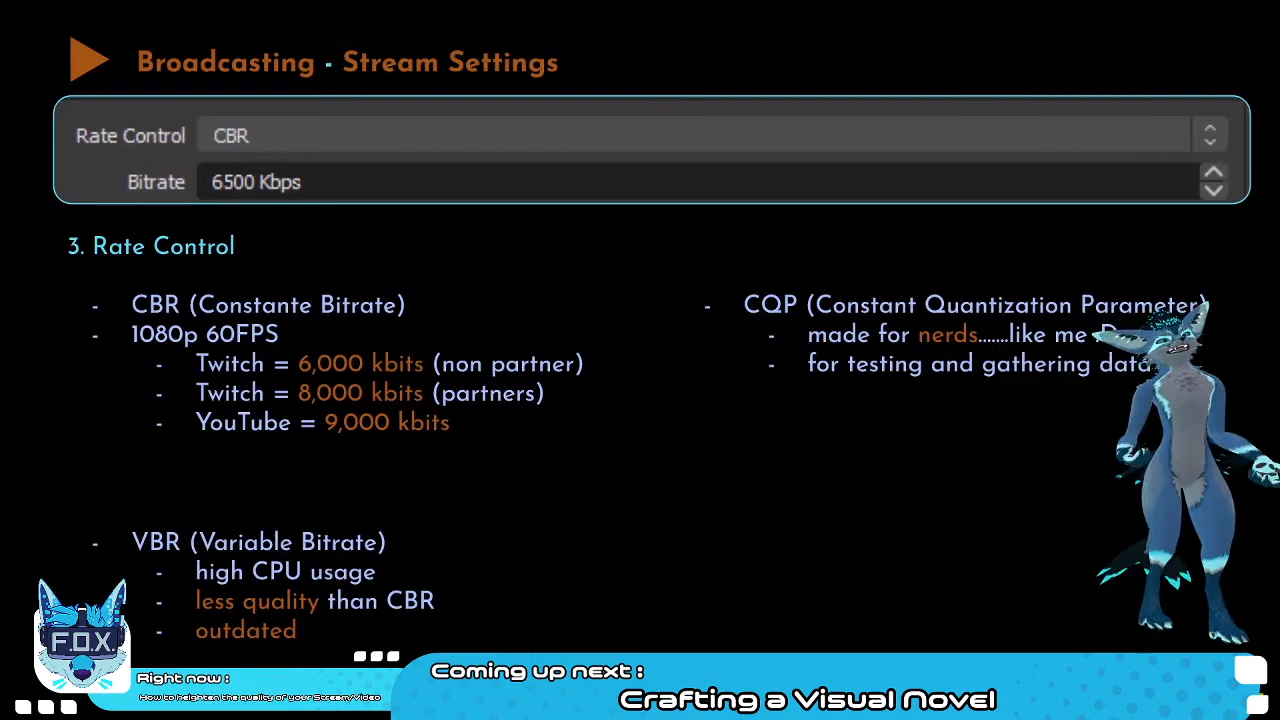 Broadcasting - Stream Settings
Rate Control CBR
Bitrate 6500 Kbps
3. Rate Control
- CBR (Constante Bitrate)
- 1080p 60FPS
- Twitch = 6,000 kbits (non partner)
- Twitch = 8,000 kbits (partners)
- YouTube = 9,000 kbits
- VBR (Variable Bitrate)
- high CPU usage
- less quality than CBR
- outdated
- CQP (Constant Quantization Parameter)
- made for nerds.......like me
- for testing and gathering data
F.O.X.
Right now :
How to heighten the quality of your Stream/Video
Coming up next :
Crafting a Visual Novel